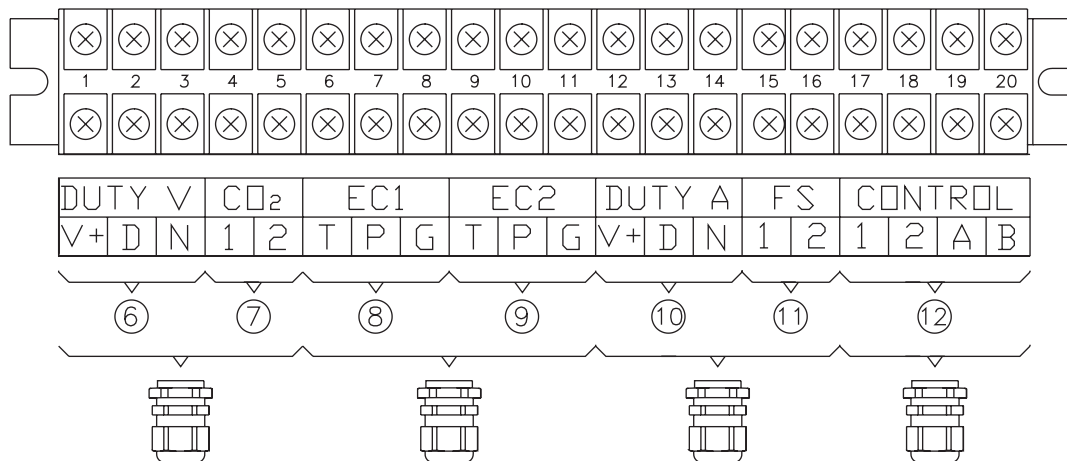 1 2 3 4 5 6 7 8 9 10 11 12 13 14 15 16 17 18 19 20
DUTY V CO₂ EC1 EC2 DUTY A FS CONTROL
V+ D N 1 2 T P G T P G V+ D N 1 2 1 2 A B
6 7 8 9 10 11 12